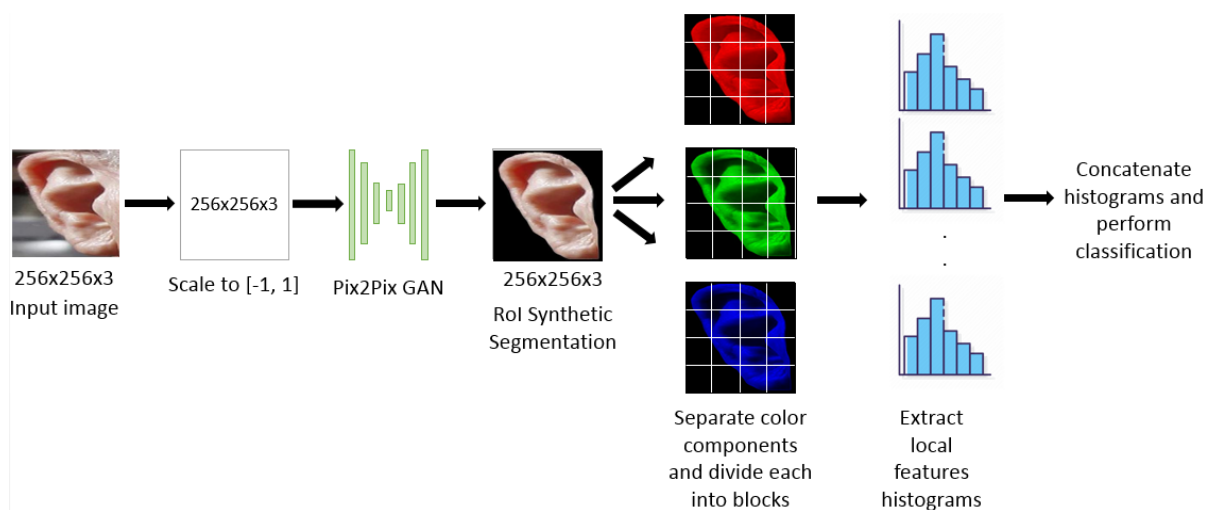 256x256x3
Input image
256x256x3
Scale to [-1, 1]
Pix2Pix GAN
256x256x3
RoI Synthetic
Segmentation
Separate color
components
and divide each
into blocks
Extract
local
features
histograms
.
.
Concatenate
histograms and
perform
classification